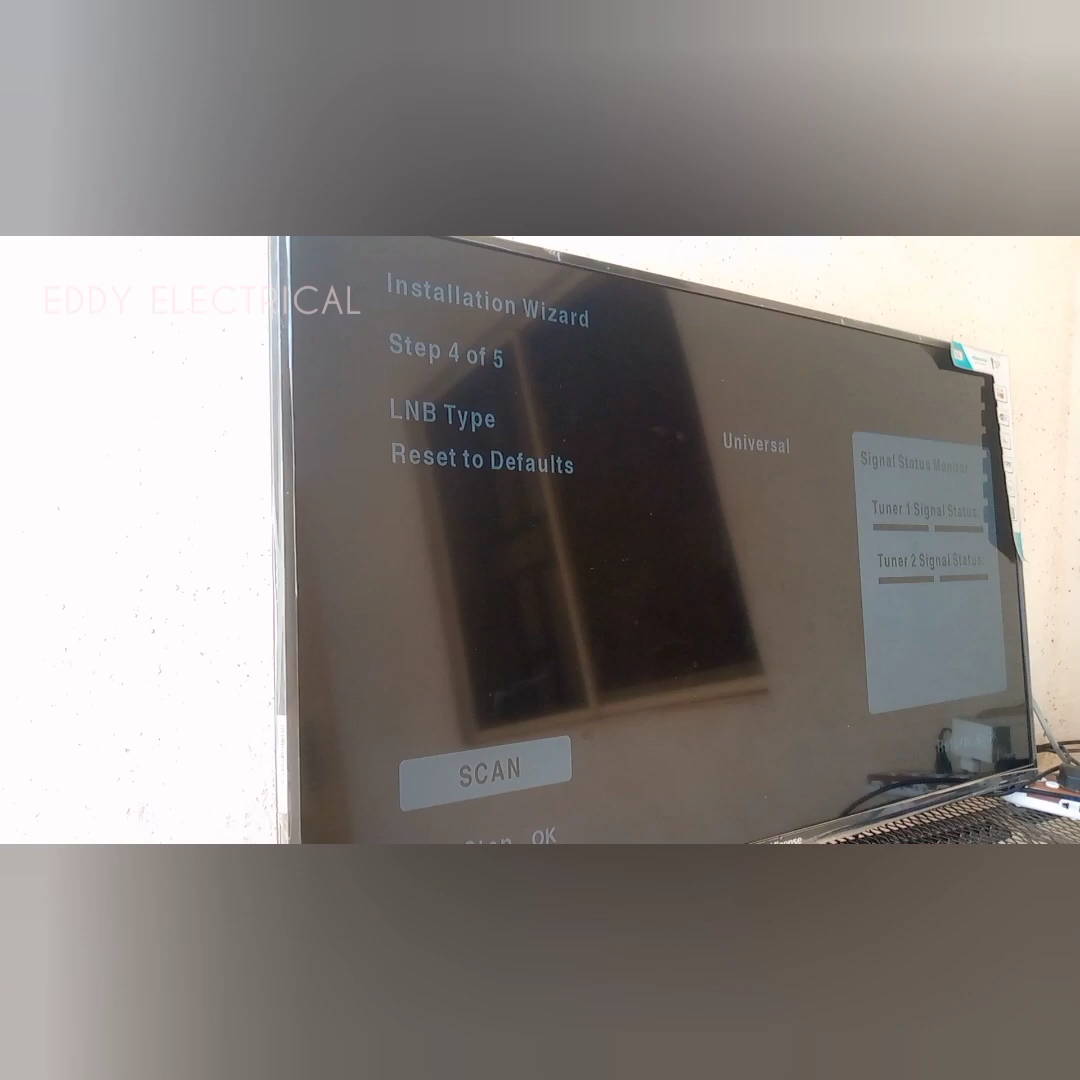 EDDY ELECTRICAL
Installation Wizard
Step 4 of 5
LNB Type
Universal
Reset to Defaults
Signal Status Monitor
Tuner 1 Signal Status:
Tuner 2 Signal Status:
SCAN
OK